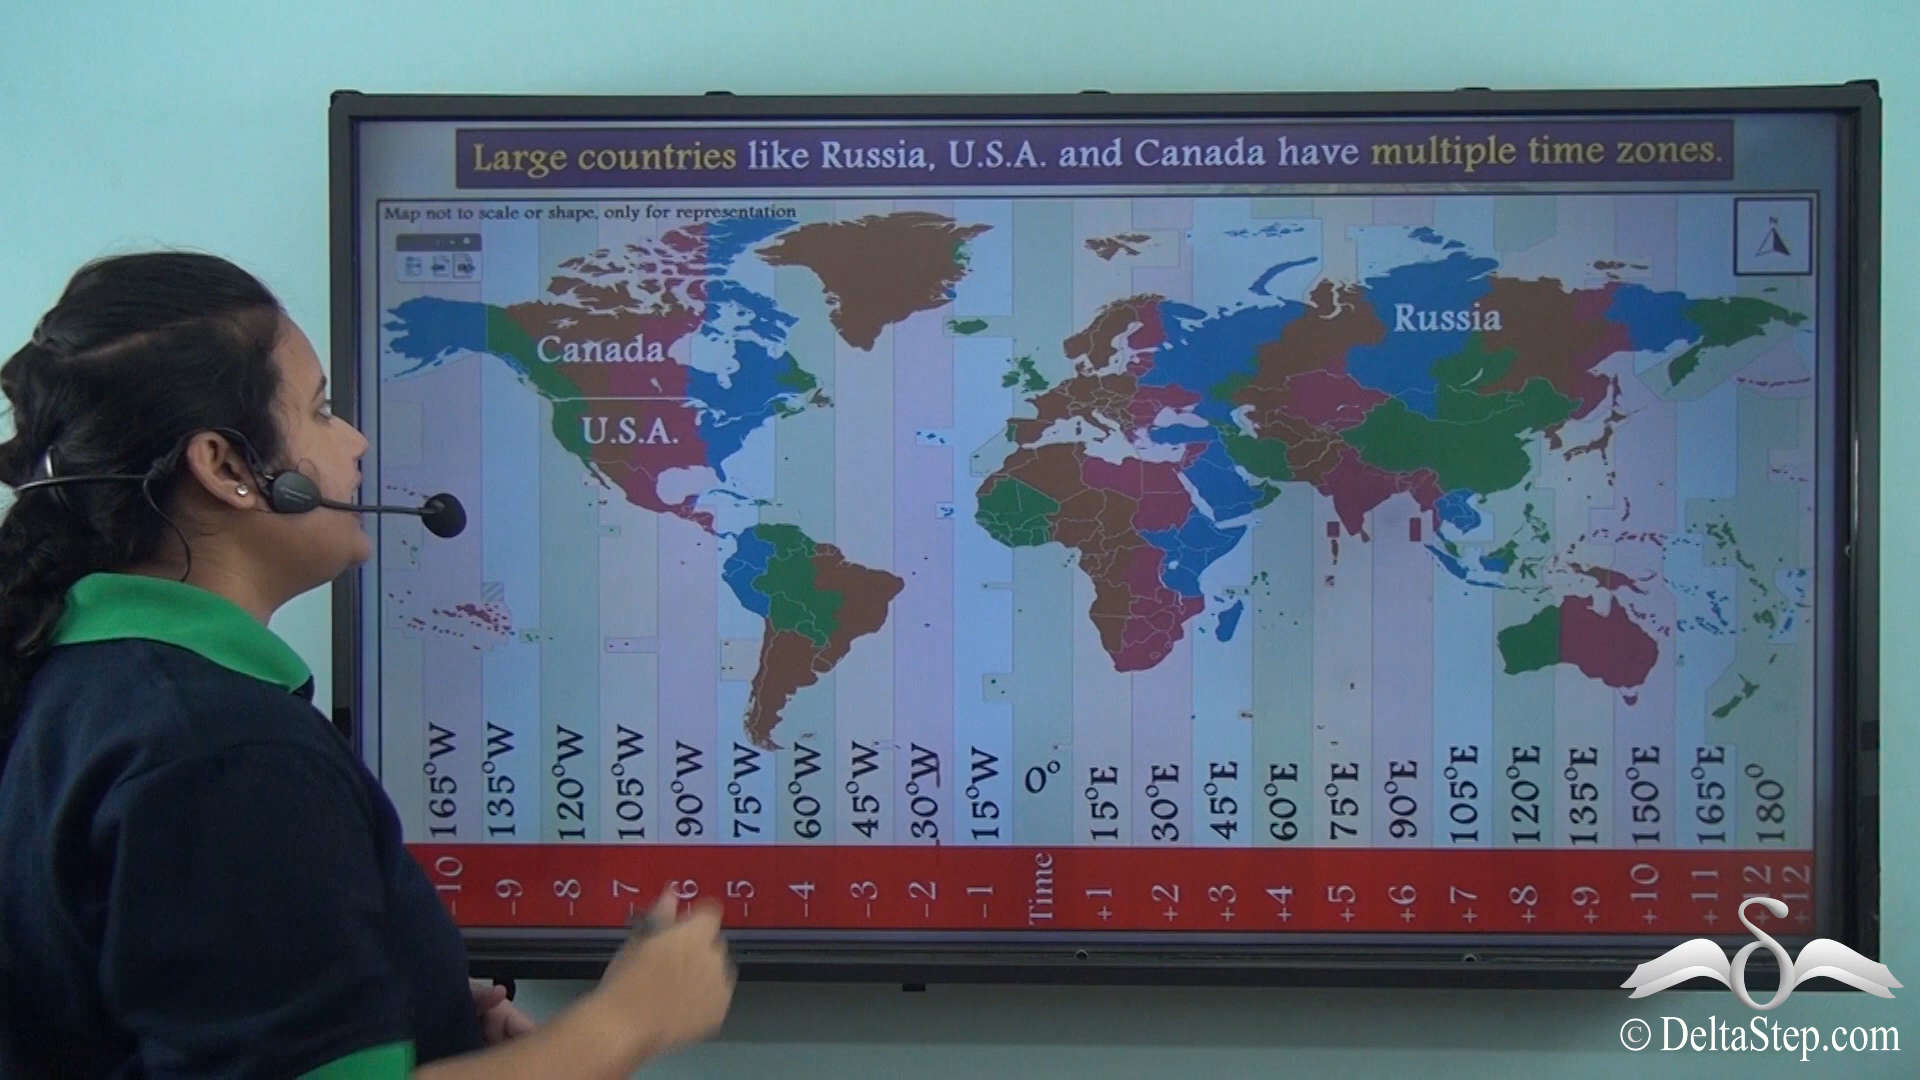 Large countries like Russia, U.S.A. and Canada have multiple time zones.
Map not to scale or shape, only for representation
N
Russia
Canada
U.S.A.
165°W 135°W 120°W 105°W 90°W 75°W 60°W 45°W 30°W 15°W 0° 15°E 30°E 45°E 60°E 75°E 90°E 105°E 120°E 135°E 150°E 165°E 180°
-10 -9 -8 -7 -6 -5 -4 -3 -2 -1 Time +1 +2 +3 +4 +5 +6 +7 +8 +9 +10 +11 +12 +12
© DeltaStep.com